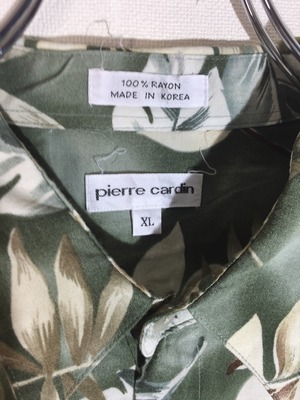 100% RAYON
MADE IN KOREA
pierre cardin
XL